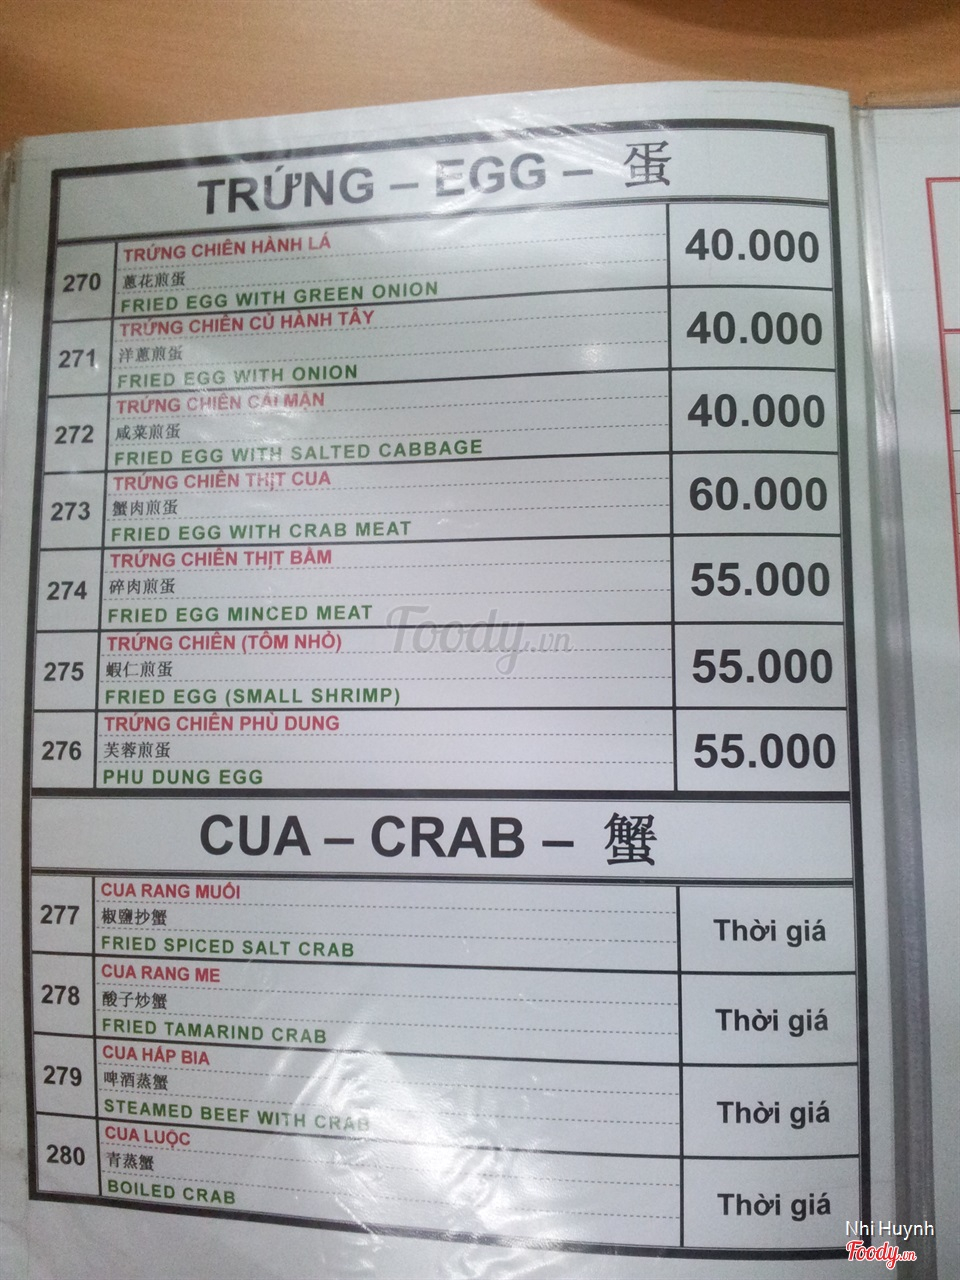 TRỨNG – EGG – 蛋
270
TRỨNG CHIÊN HÀNH LÁ
蔥花煎蛋
FRIED EGG WITH GREEN ONION
40.000
271
TRỨNG CHIÊN CỦ HÀNH TÂY
洋蔥煎蛋
FRIED EGG WITH ONION
40.000
272
TRỨNG CHIÊN CẢI MẶN
咸菜煎蛋
FRIED EGG WITH SALTED CABBAGE
40.000
273
TRỨNG CHIÊN THỊT CUA
蟹肉煎蛋
FRIED EGG WITH CRAB MEAT
60.000
274
TRỨNG CHIÊN THỊT BẰM
碎肉煎蛋
FRIED EGG MINCED MEAT
55.000
275
TRỨNG CHIÊN (TÔM NHỎ)
蝦仁煎蛋
FRIED EGG (SMALL SHRIMP)
55.000
276
TRỨNG CHIÊN PHÙ DUNG
芙蓉煎蛋
PHU DUNG EGG
55.000
CUA – CRAB – 蟹
277
CUA RANG MUỐI
椒鹽抄蟹
FRIED SPICED SALT CRAB
Thời giá
278
CUA RANG ME
酸子炒蟹
FRIED TAMARIND CRAB
Thời giá
279
CUA HẤP BIA
啤酒蒸蟹
STEAMED BEEF WITH CRAB
Thời giá
280
CUA LUỘC
青蒸蟹
BOILED CRAB
Thời giá
Foody.vn
Nhi Huynh
Foody.vn